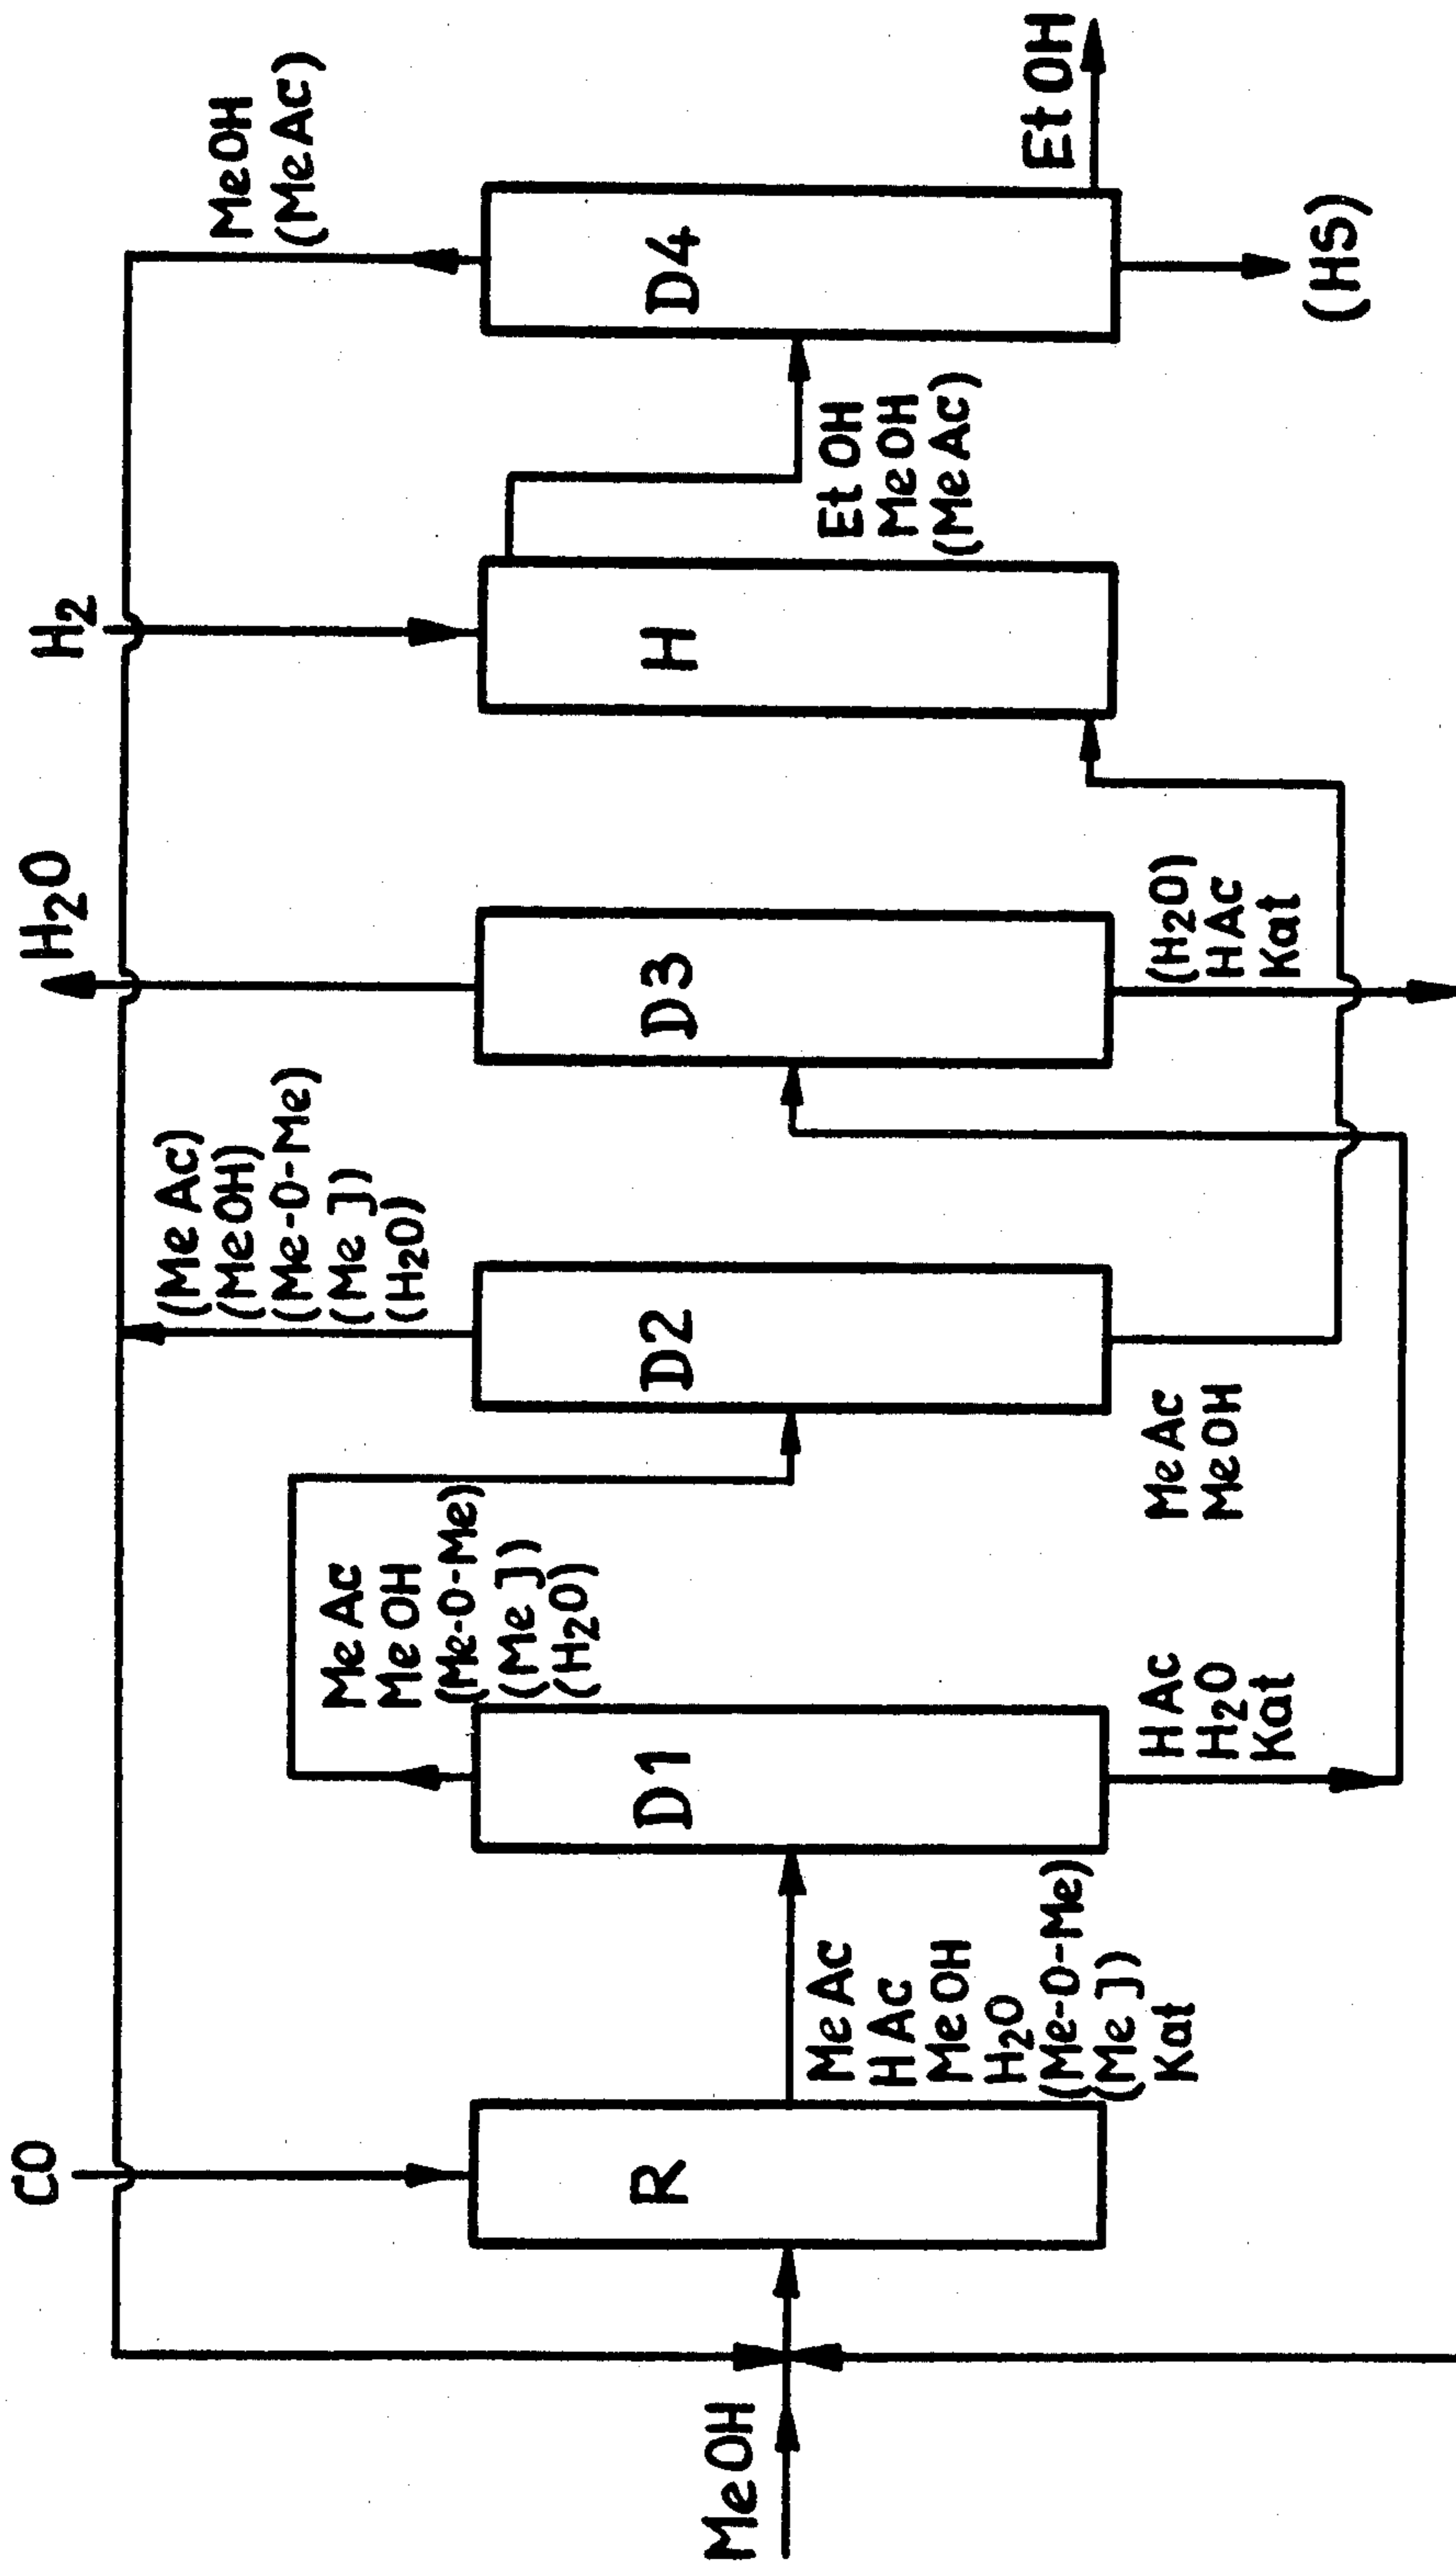 CO
H2O
H2
MeOH
(MeAc)
(MeAc)
(MeOH)
(Me-O-Me)
(MeJ)
(H2O)
MeAc
MeOH
(Me-O-Me)
(MeJ)
(H2O)
MeOH
R
D1
D2
D3
H
D4
MeAc
HAc
MeOH
H2O
(Me-O-Me)
(MeJ)
Kat
HAc
H2O
Kat
MeAc
MeOH
(H2O)
HAc
Kat
EtOH
MeOH
(MeAc)
EtOH
(HS)